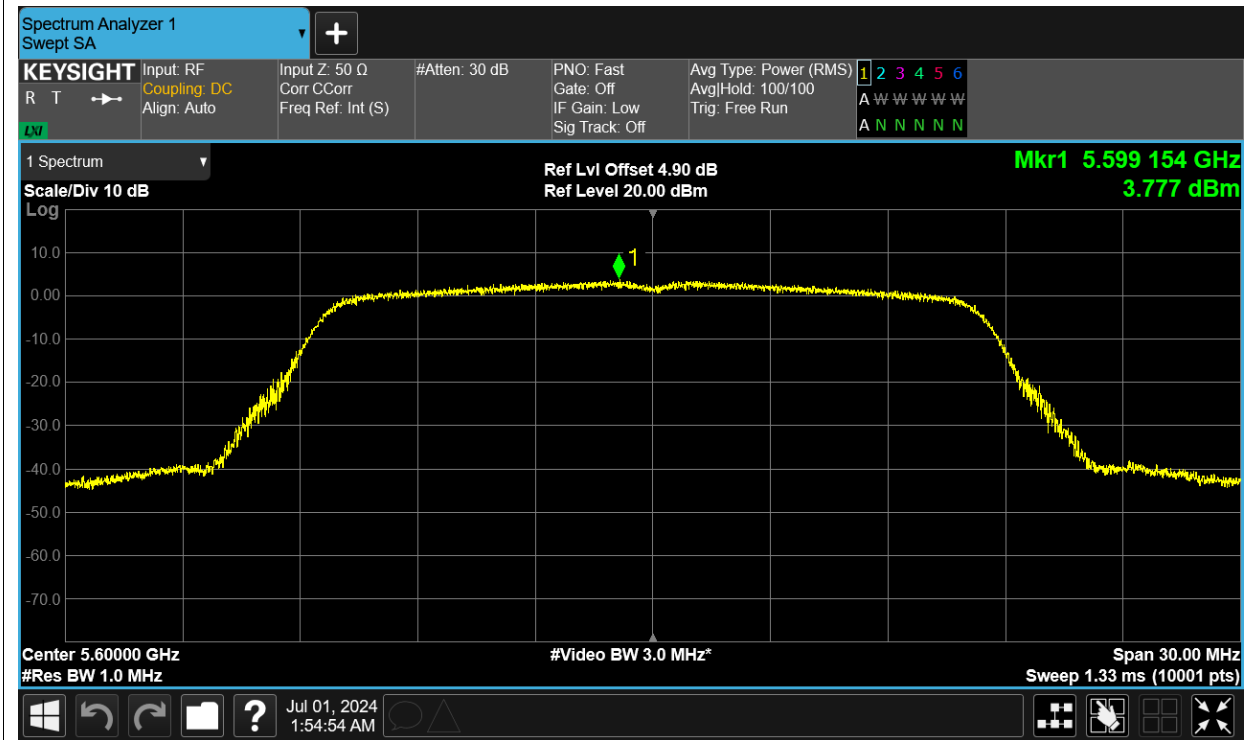 Spectrum Analyzer 1
Swept SA
KEYSIGHT
R T
LXI
Input: RF
Coupling: DC
Align: Auto
Input Z: 50 Ω
Corr CCorr
Freq Ref: Int (S)
#Atten: 30 dB
PNO: Fast
Gate: Off
IF Gain: Low
Sig Track: Off
Avg Type: Power (RMS)
Avg|Hold: 100/100
Trig: Free Run
1 2 3 4 5 6
A W W W W W
A N N N N N
1 Spectrum
Scale/Div 10 dB
Ref Lvl Offset 4.90 dB
Ref Level 20.00 dBm
Mkr1 5.599 154 GHz
3.777 dBm
Log
10.0
0.00
-10.0
-20.0
-30.0
-40.0
-50.0
-60.0
-70.0
1
Center 5.60000 GHz
#Res BW 1.0 MHz
#Video BW 3.0 MHz*
Span 30.00 MHz
Sweep 1.33 ms (10001 pts)
?
Jul 01, 2024
1:54:54 AM